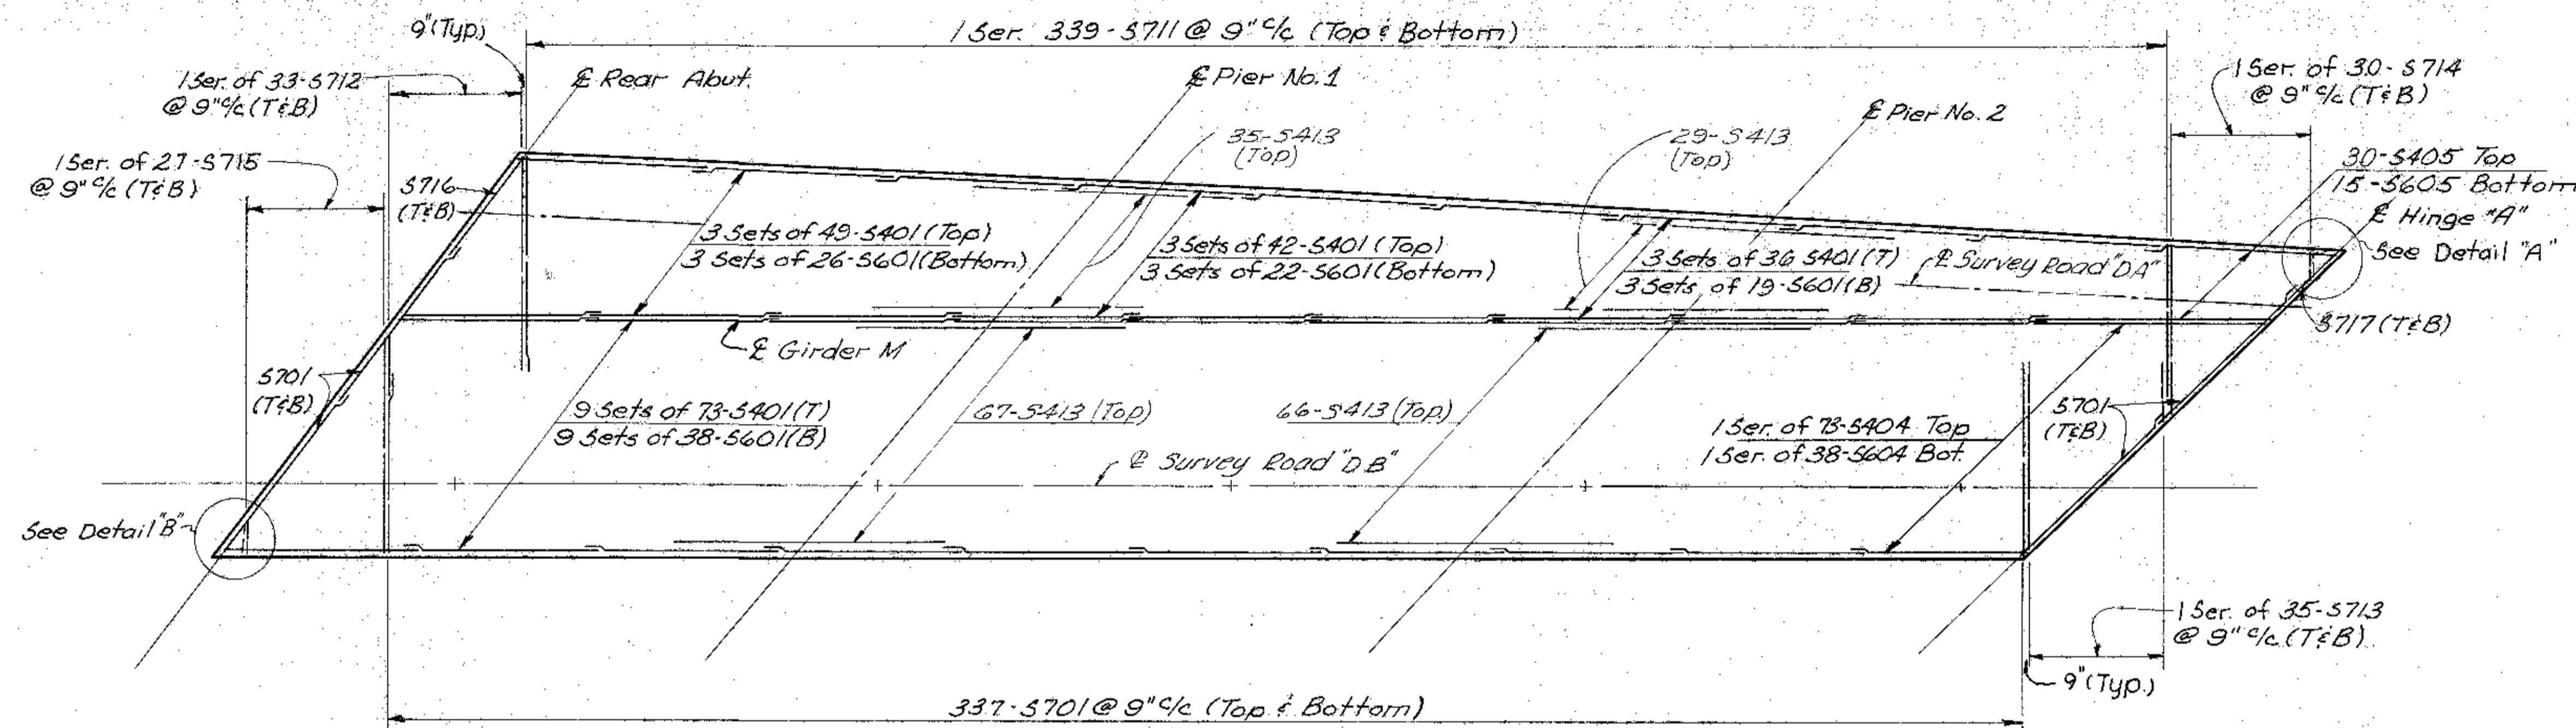 1 Ser. 339-S711 @ 9" c/c (Top & Bottom)
9" (Typ.)
1 Ser. of 33-S712
@ 9" c/c (T&B)
℄ Rear Abut.
℄ Pier No. 1
℄ Pier No. 2
1 Ser. of 30-S714
@ 9" c/c (T&B)
1 Ser. of 27-S715
@ 9" c/c (T&B)
S716
(T&B)
35-S413
(Top)
29-S413
(Top)
30-S405 Top
15-S605 Bottom
℄ Hinge "A"
See Detail "A"
3 Sets of 49-S401 (Top)
3 Sets of 26-S601 (Bottom)
3 Sets of 42-S401 (Top)
3 Sets of 22-S601 (Bottom)
3 Sets of 36 S401 (T)
3 Sets of 19-S601 (B)
℄ Survey Road "DA"
S717 (T&B)
℄ Girder M
S701
(T&B)
9 Sets of 73-S401 (T)
9 Sets of 38-S601 (B)
67-S413 (Top)
66-S413 (Top)
1 Ser. of 73-S404 Top
1 Ser. of 38-S604 Bot.
S701
(T&B)
℄ Survey Road "DB"
See Detail "B"
1 Ser. of 35-S713
@ 9" c/c (T&B)
9" (Typ.)
337-S701 @ 9" c/c (Top & Bottom)